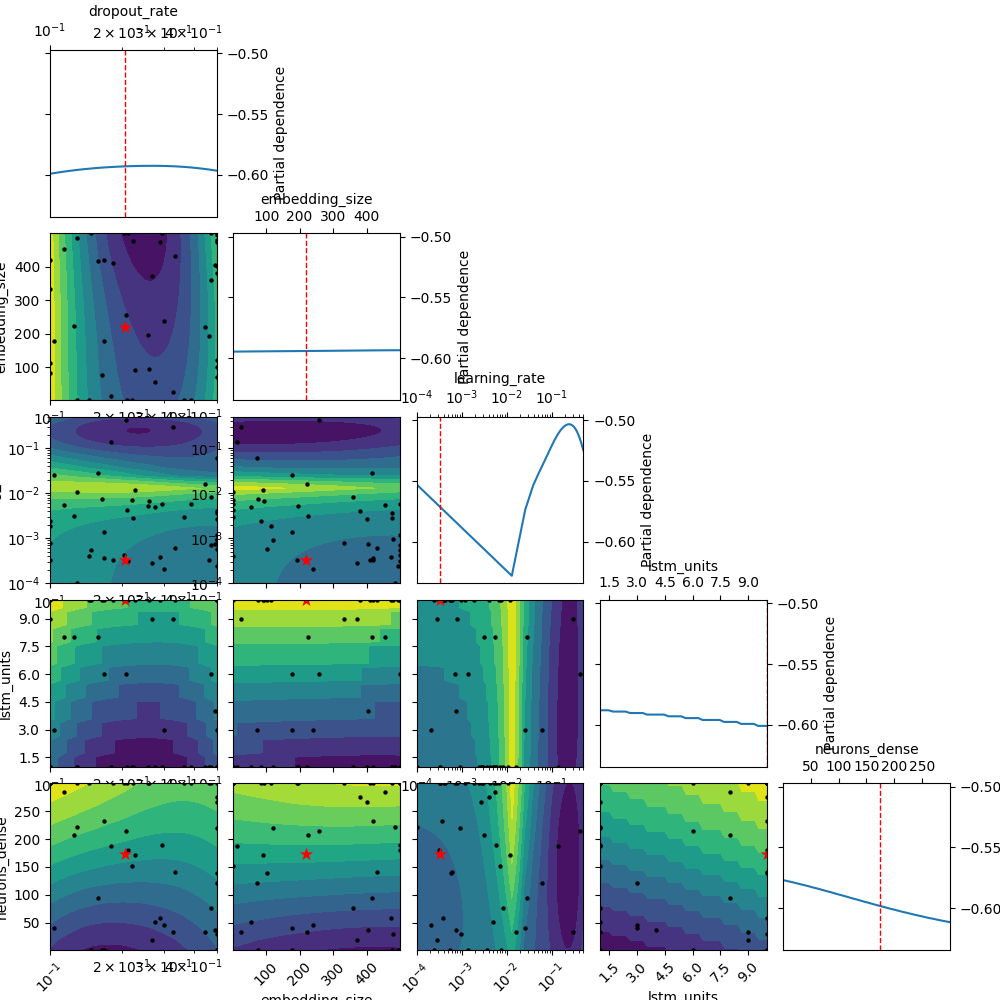 dropout_rate
10⁻¹
−0.50
−0.55
−0.60
Partial dependence
embedding_size
100 200 300 400
400
300
200
100
embedding_size
−0.50
−0.55
−0.60
Partial dependence
learning_rate
10⁻⁴ 10⁻³ 10⁻² 10⁻¹
10⁻¹
10⁻²
10⁻³
10⁻⁴
−0.50
−0.55
−0.60
Partial dependence
lstm_units
1.5 3.0 4.5 6.0 7.5 9.0
9.0
7.5
6.0
4.5
3.0
1.5
lstm_units
−0.50
−0.55
−0.60
Partial dependence
neurons_dense
50 100 150 200 250
250
200
150
100
50
neurons_dense
−0.50
−0.55
−0.60
10⁻¹
100 200 300 400
10⁻⁴ 10⁻³ 10⁻² 10⁻¹
1.5 3.0 4.5 6.0 7.5 9.0
embedding_size
lstm_units